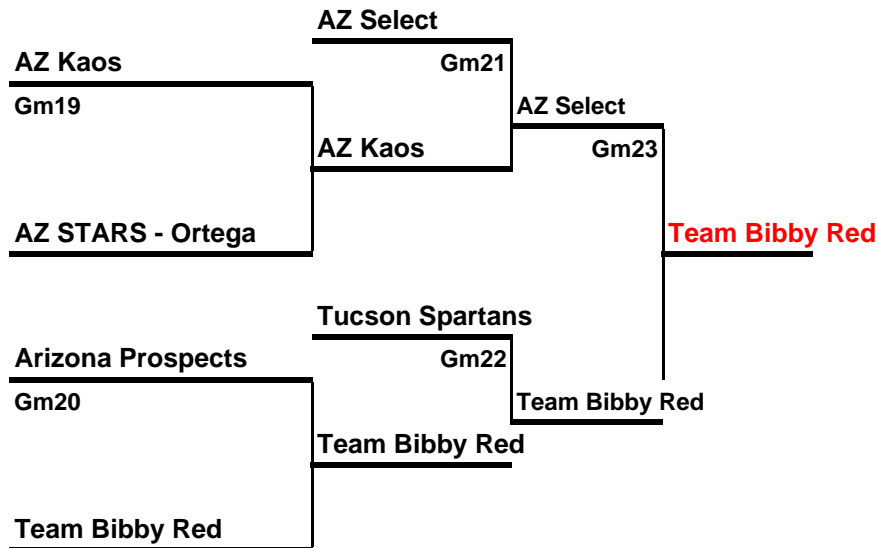 AZ Select
AZ Kaos
Gm21
Gm19
AZ Select
AZ Kaos
Gm23
AZ STARS - Ortega
Team Bibby Red
Tucson Spartans
Arizona Prospects
Gm22
Gm20
Team Bibby Red
Team Bibby Red
Team Bibby Red